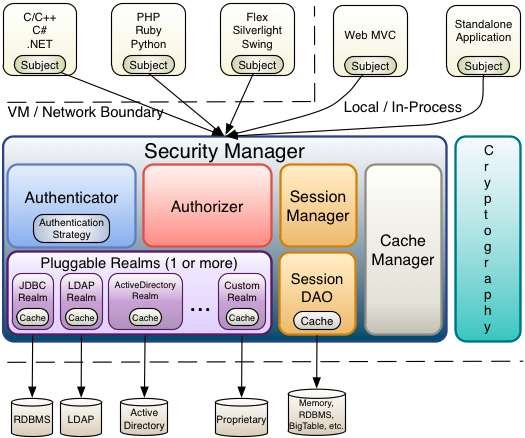 C/C++
C#
.NET
Subject
PHP
Ruby
Python
Subject
Flex
Silverlight
Swing
Subject
Web MVC
Subject
Standalone
Application
Subject
VM / Network Boundary
Local / In-Process
Security Manager
Authenticator
Authentication
Strategy
Authorizer
Session
Manager
Cache
Manager
Cryptography
Pluggable Realms (1 or more)
JDBC
Realm
Cache
LDAP
Realm
Cache
ActiveDirectory
Realm
Cache
...
Custom
Realm
Cache
Session
DAO
Cache
RDBMS
LDAP
Active
Directory
Proprietary
Memory,
RDBMS,
BigTable, etc.